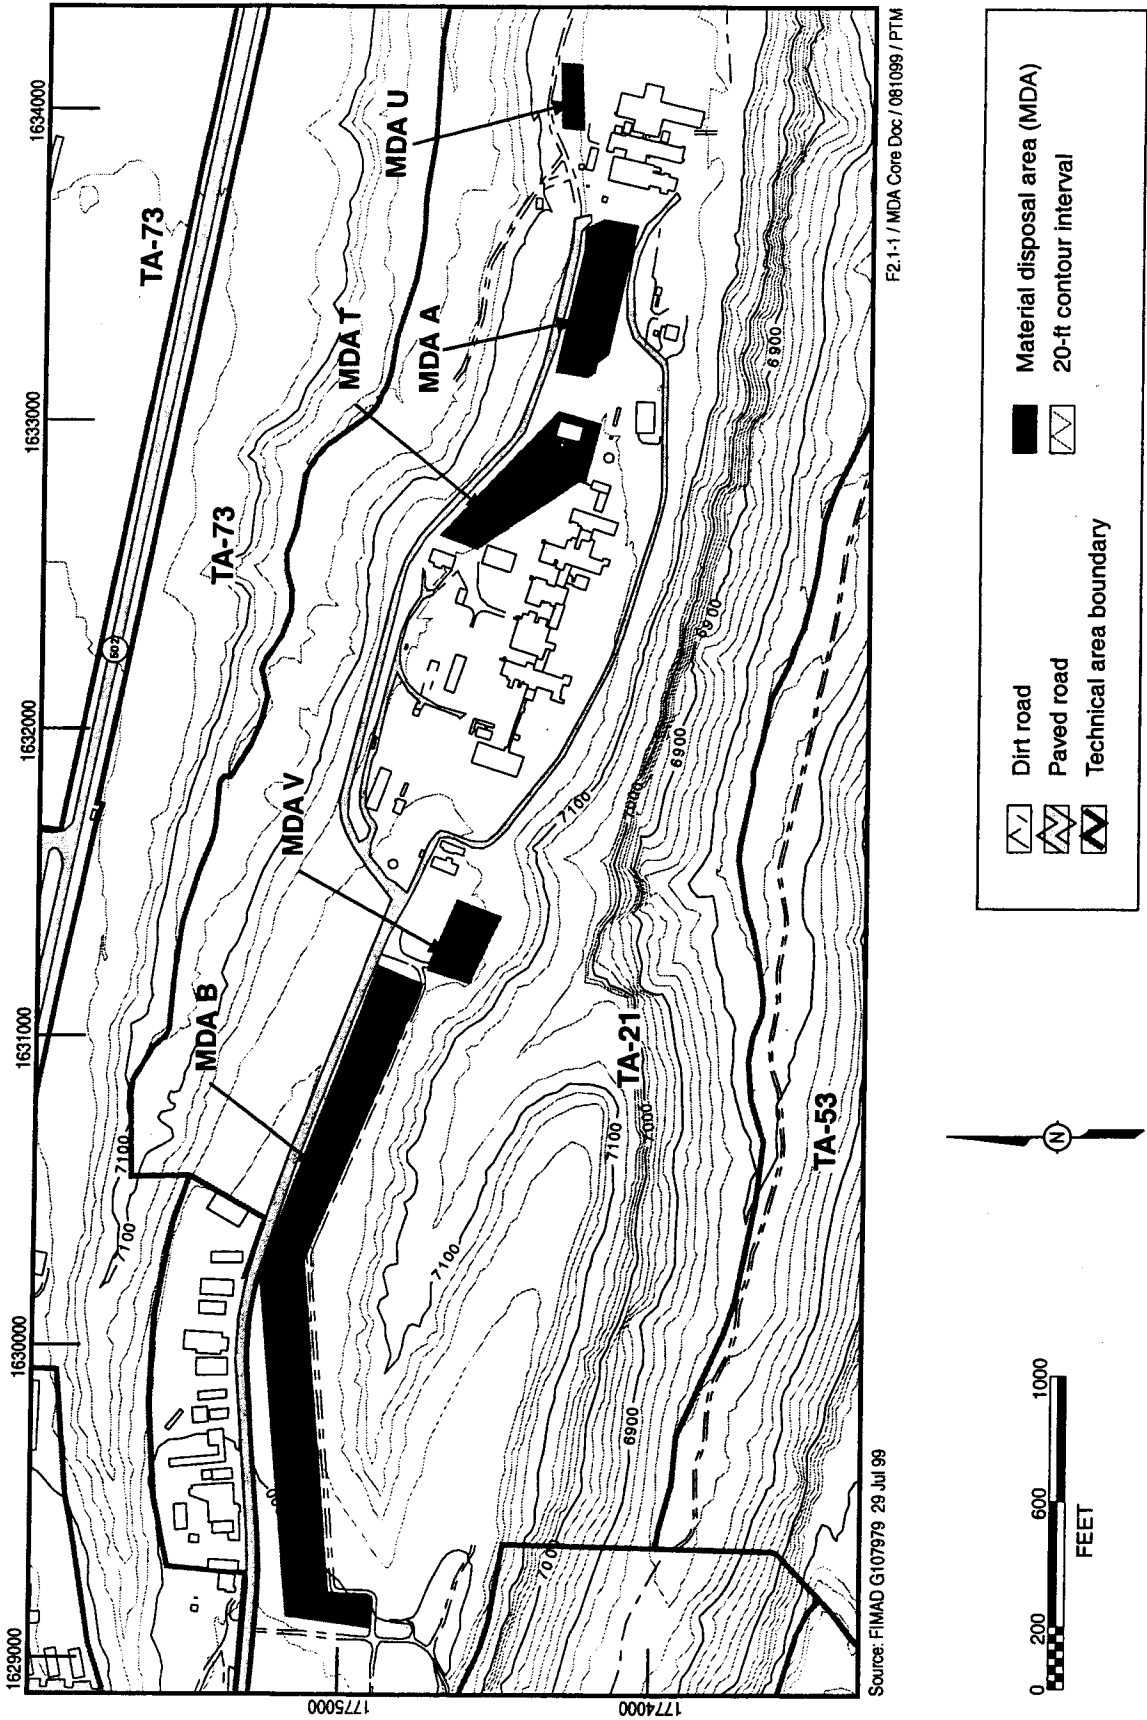 1629000
1630000
1631000
1632000
1633000
1634000
TA-73
TA-73
502
MDA B
MDA V
MDA T
MDA A
MDA U
7100
7100
7100
7100
7100
7000
7000
7000
6900
6900
6900
6900
TA-21
TA-53
1775000
1774000
Source: FIMAD G107979 29 Jul 99
F2.1-1 / MDA Core Doc / 081099 / PTM
0 200 600 1000
FEET
N
Dirt road
Paved road
Technical area boundary
Material disposal area (MDA)
20-ft contour interval